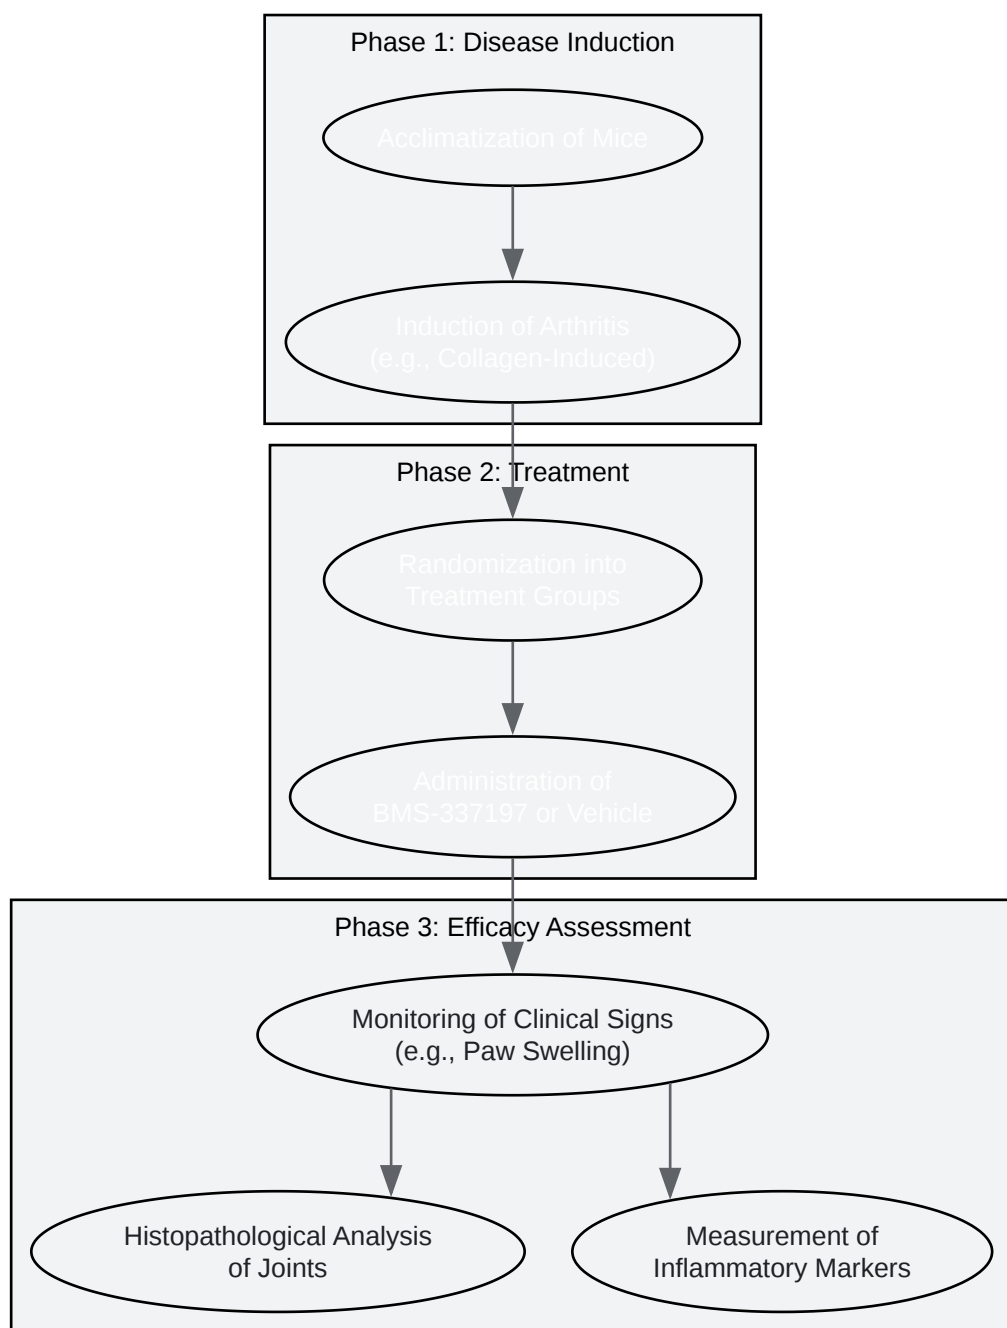 Phase 1: Disease Induction
Acclimatization of Mice
Induction of Arthritis
(e.g., Collagen-Induced)
Phase 2: Treatment
Randomization into
Treatment Groups
Administration of
BMS-337197 or Vehicle
Phase 3: Efficacy Assessment
Monitoring of Clinical Signs
(e.g., Paw Swelling)
Histopathological Analysis
of Joints
Measurement of
Inflammatory Markers